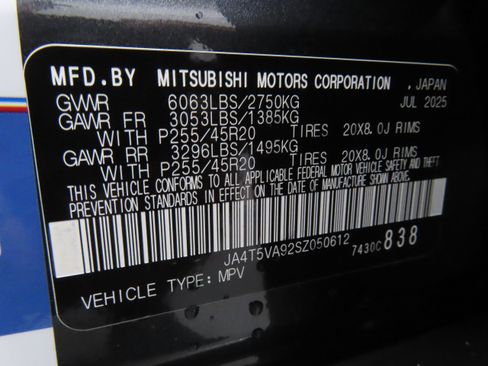 MFD.BY MITSUBISHI MOTORS CORPORATION , JAPAN
GVWR 6063LBS/2750KG JUL 2025
GAWR FR 3053LBS/1385KG
WITH P255/45R20 TIRES 20X8.0J RIMS
GAWR RR 3296LBS/1495KG
WITH P255/45R20 TIRES 20X8.0J RIMS
THIS VEHICLE CONFORMS TO ALL APPLICABLE FEDERAL MOTOR VEHICLE SAFETY AND THEFT
PREVENTION STANDARDS IN EFFECT ON THE DATE OF MANUFACTURE SHOWN ABOVE.
JA4T5VA92SZ050612
7430C 838
VEHICLE TYPE: MPV